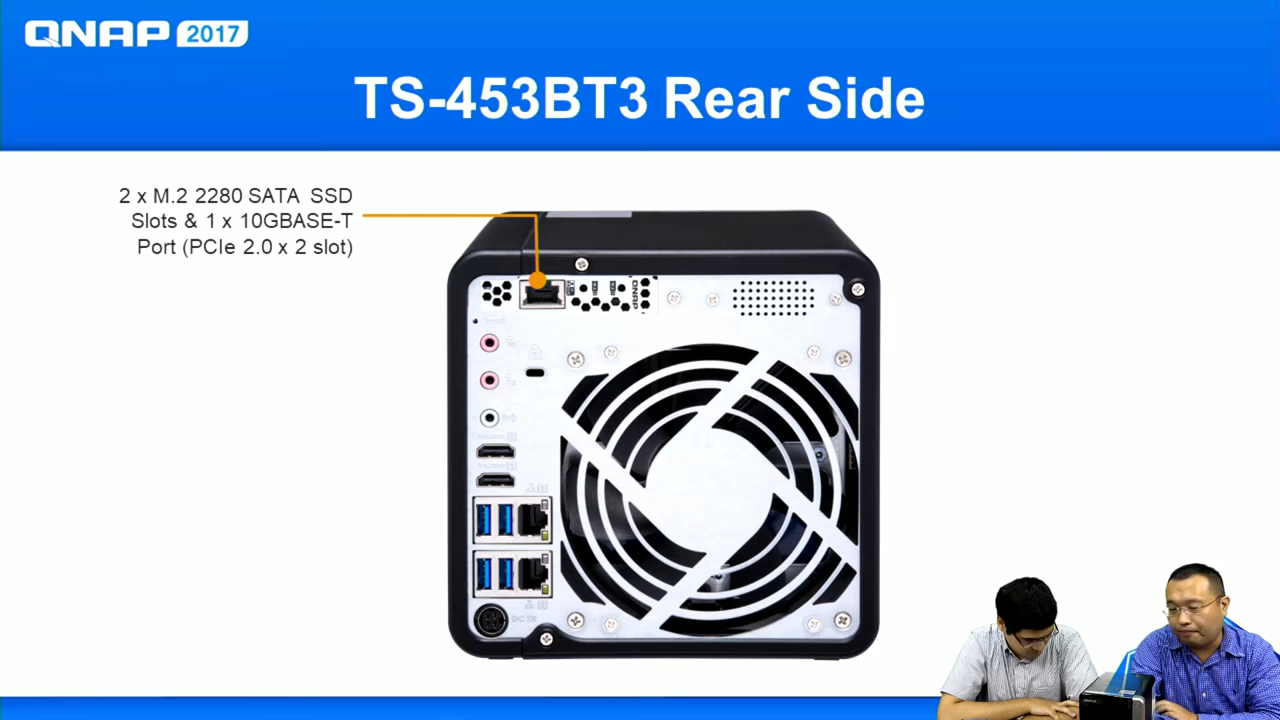 QNAP 2017
TS-453BT3 Rear Side
2 x M.2 2280 SATA SSD
Slots & 1 x 10GBASE-T
Port (PCIe 2.0 x 2 slot)
QNAP